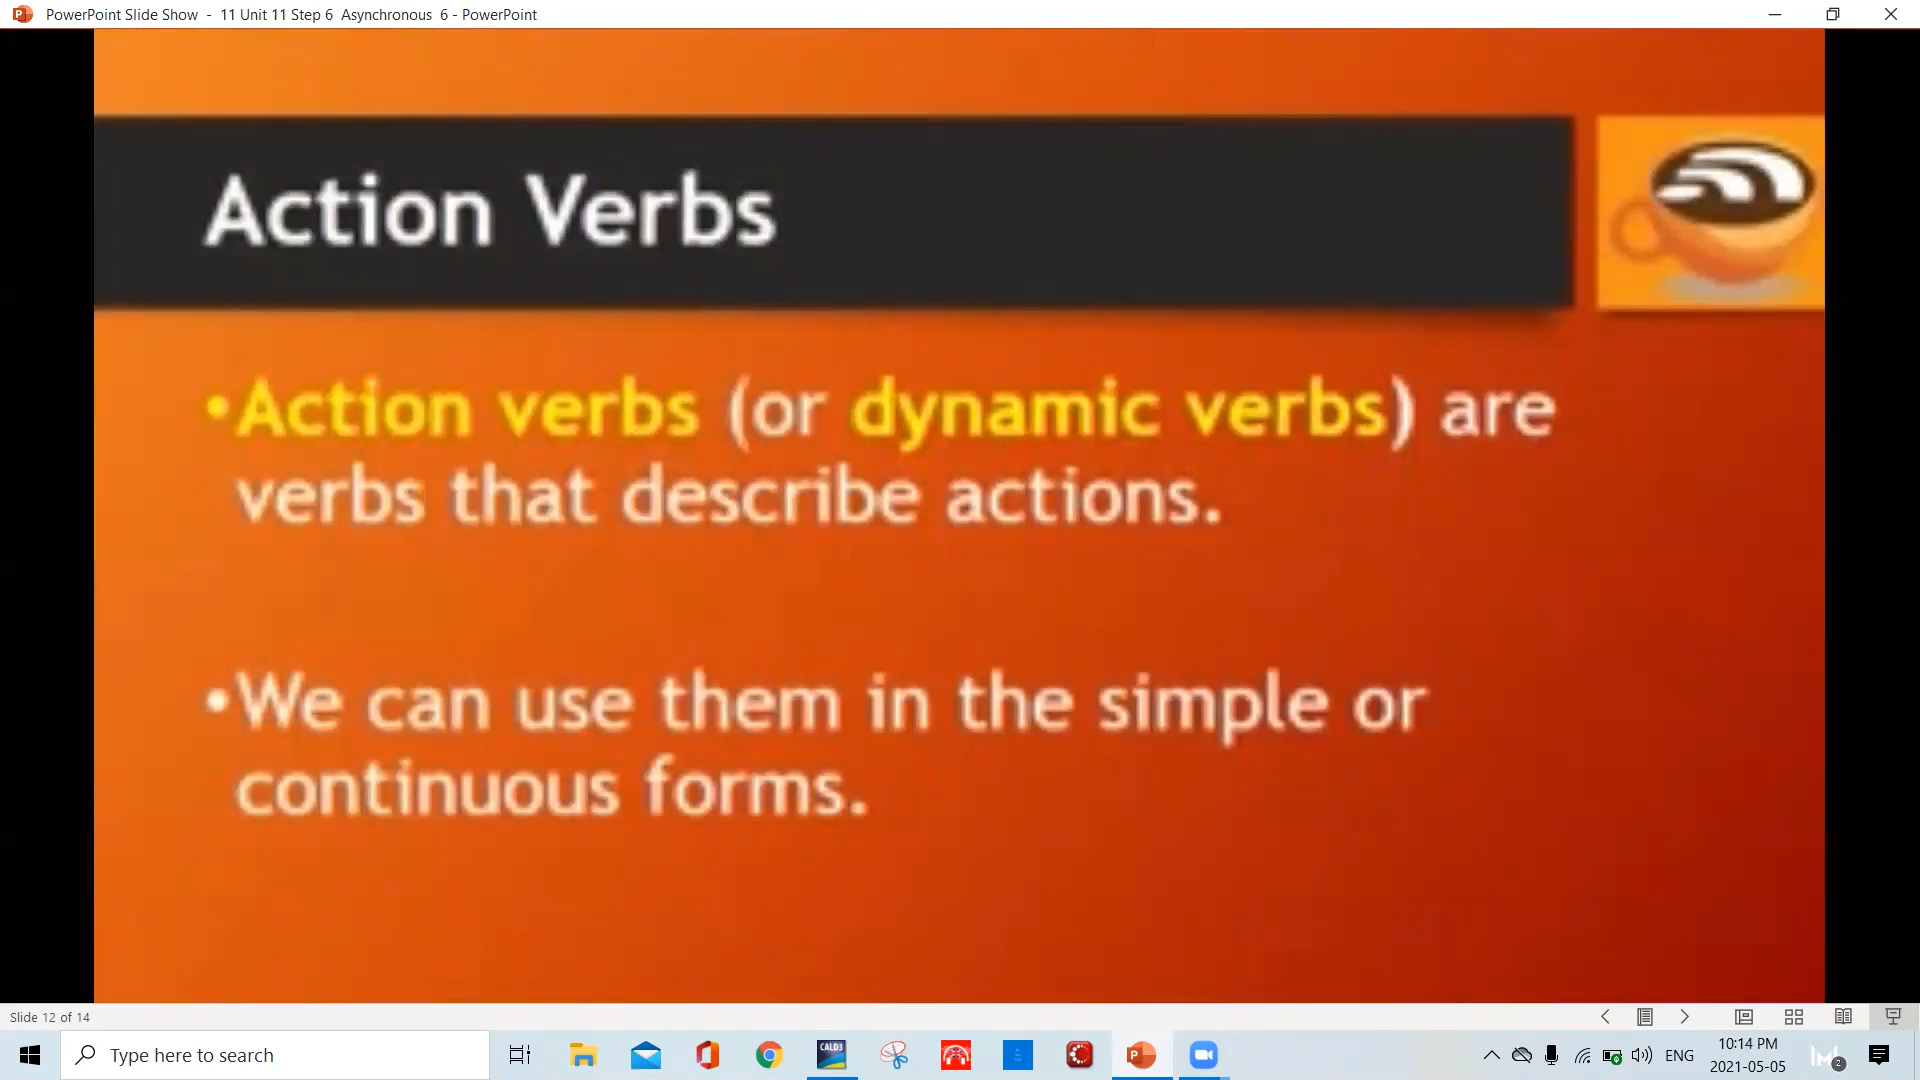 PowerPoint Slide Show - 11 Unit 11 Step 6 Asynchronous 6 - PowerPoint
Action Verbs
•Action verbs (or dynamic verbs) are
verbs that describe actions.
•We can use them in the simple or
continuous forms.
Slide 12 of 14
Type here to search
CALD3
ENG
10:14 PM
2021-05-05
2